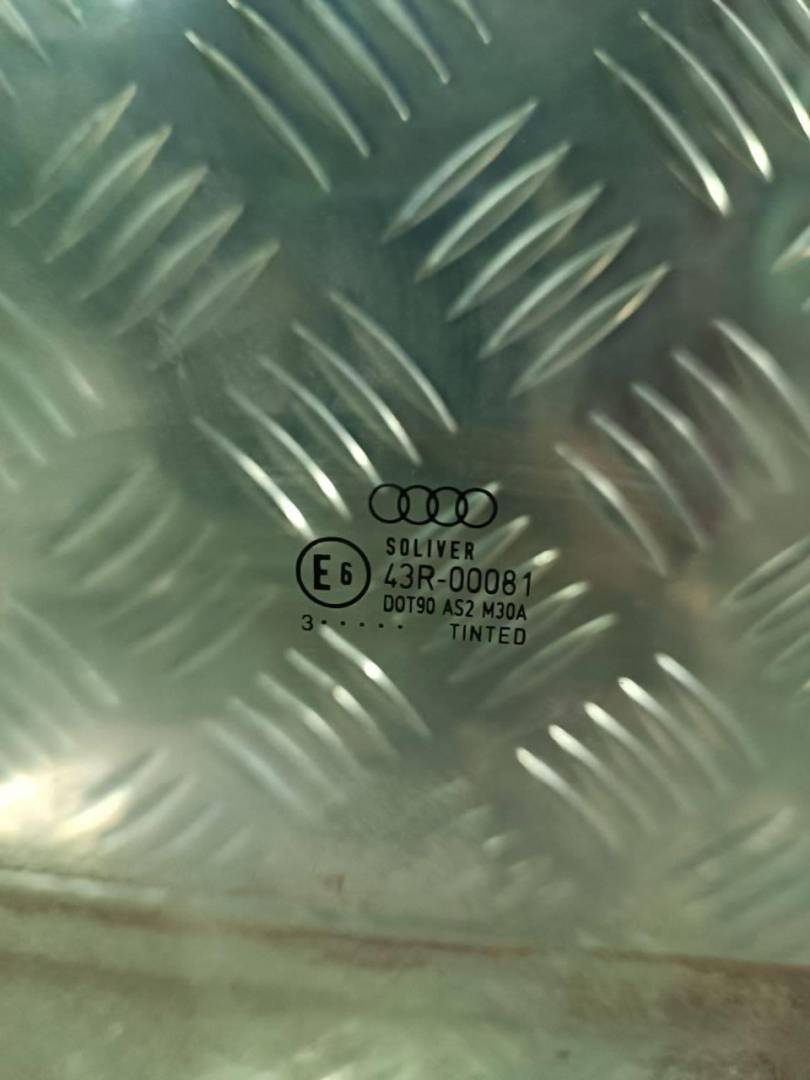 SOLIVER
E6 43R-00081
DOT90 AS2 M30A
3 ..... TINTED